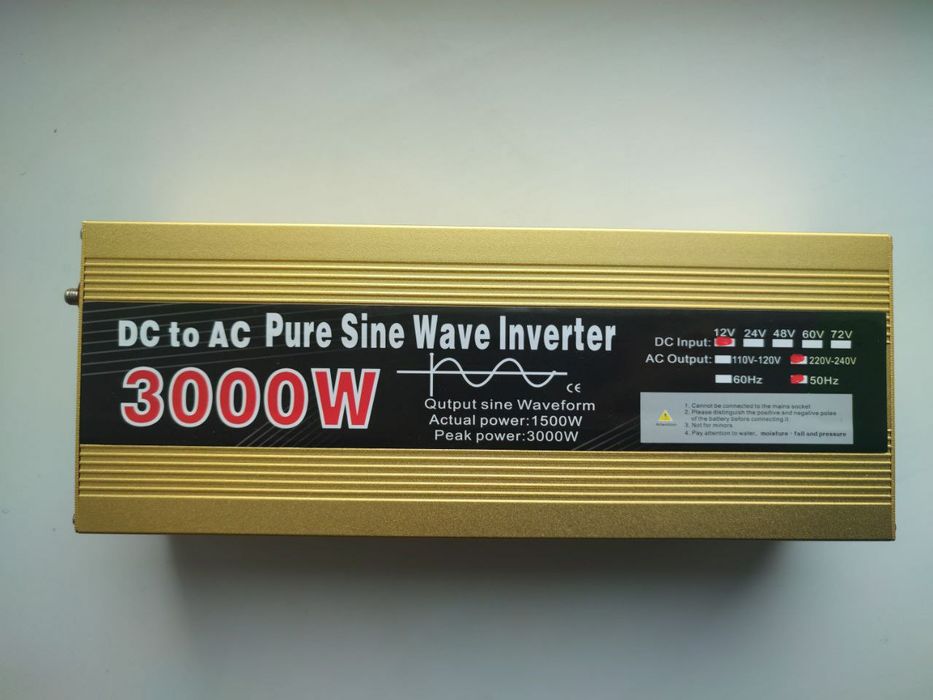 DC to AC Pure Sine Wave Inverter
3000W
CE
Qutput sine Waveform
Actual power:1500W
Peak power:3000W
12V 24V 48V 60V 72V
DC Input:
AC Output: 110V-120V 220V-240V
60Hz 50Hz
1. Cannot be connected to the mains socket
2. Please distinguish the positive and negative poles
of the battery before connecting it
3. Not for minors
4. Pay attention to water, moisture - fall and pressure